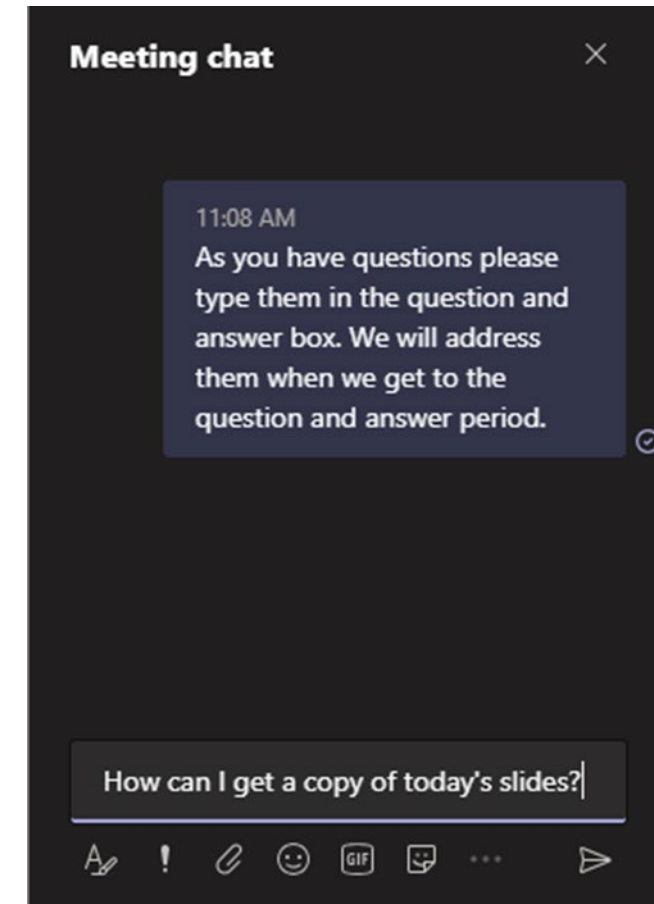 Meeting chat
11:08 AM
As you have questions please
type them in the question and
answer box. We will address
them when we get to the
question and answer period.
How can I get a copy of today's slides?
GIF